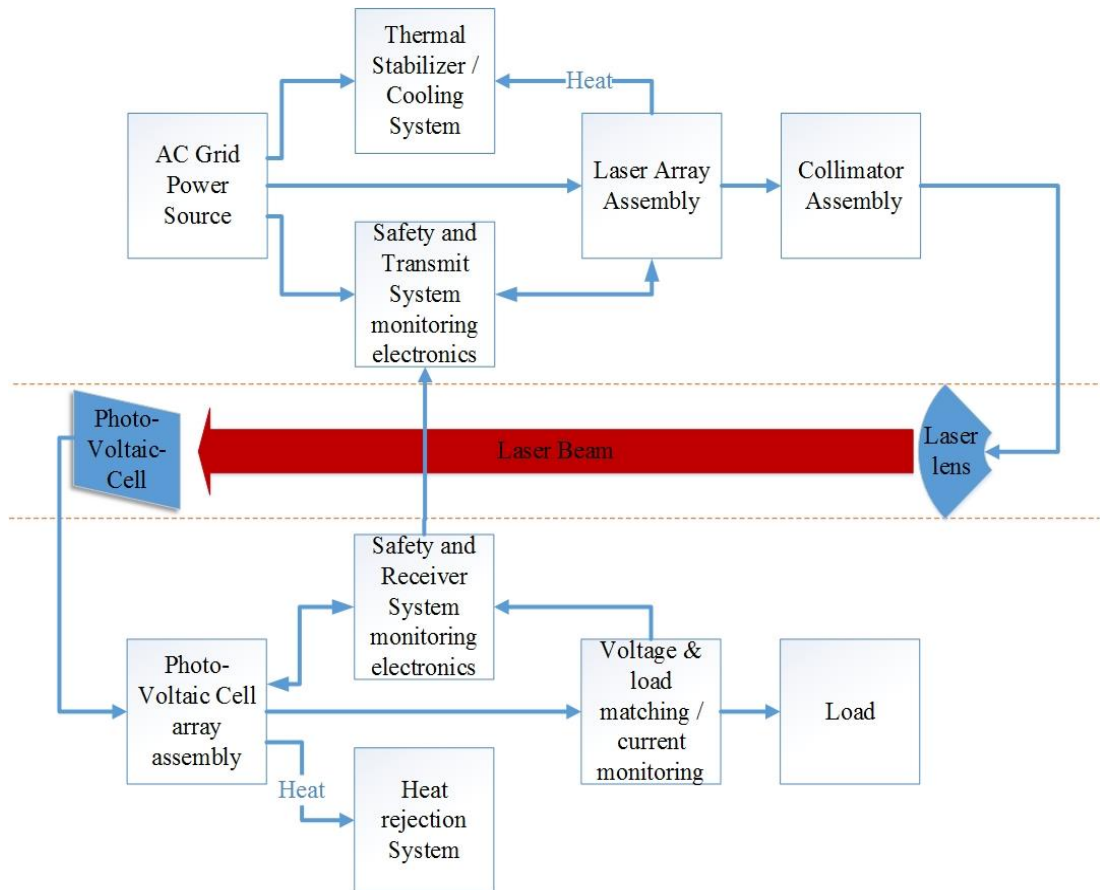 Thermal
Stabilizer /
Cooling
System
Heat
AC Grid
Power
Source
Laser Array
Assembly
Collimator
Assembly
Safety and
Transmit
System
monitoring
electronics
Photo-
Voltaic-
Cell
Laser Beam
Laser
lens
Safety and
Receiver
System
monitoring
electronics
Photo-
Voltaic Cell
array
assembly
Voltage &
load
matching /
current
monitoring
Load
Heat
Heat
rejection
System